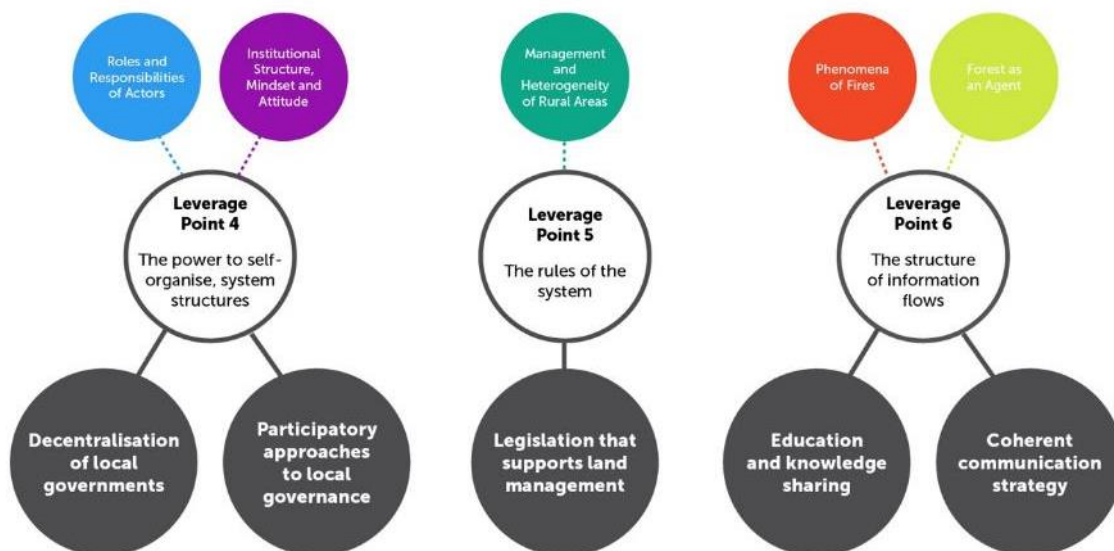 Roles and
Responsibilities
of Actors
Institutional
Structure,
Mindset and
Attitude
Management
and
Heterogeneity
of Rural Areas
Phenomena
of Fires
Forest as
an Agent
Leverage
Point 4
The power to self-
organise, system
structures
Leverage
Point 5
The rules of the
system
Leverage
Point 6
The structure
of information
flows
Decentralisation
of local
governments
Participatory
approaches
to local
governance
Legislation that
supports land
management
Education
and knowledge
sharing
Coherent
communication
strategy